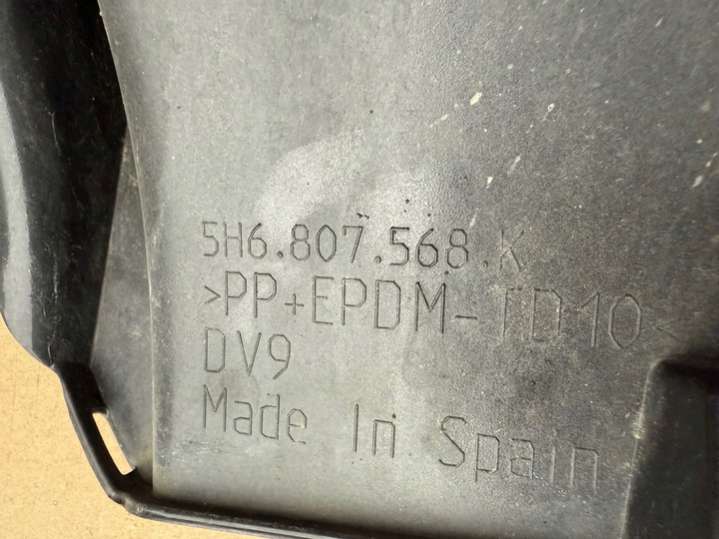 5H6.807.568.K
>PP+EPDM-TD10<
DV9
Made In Spain